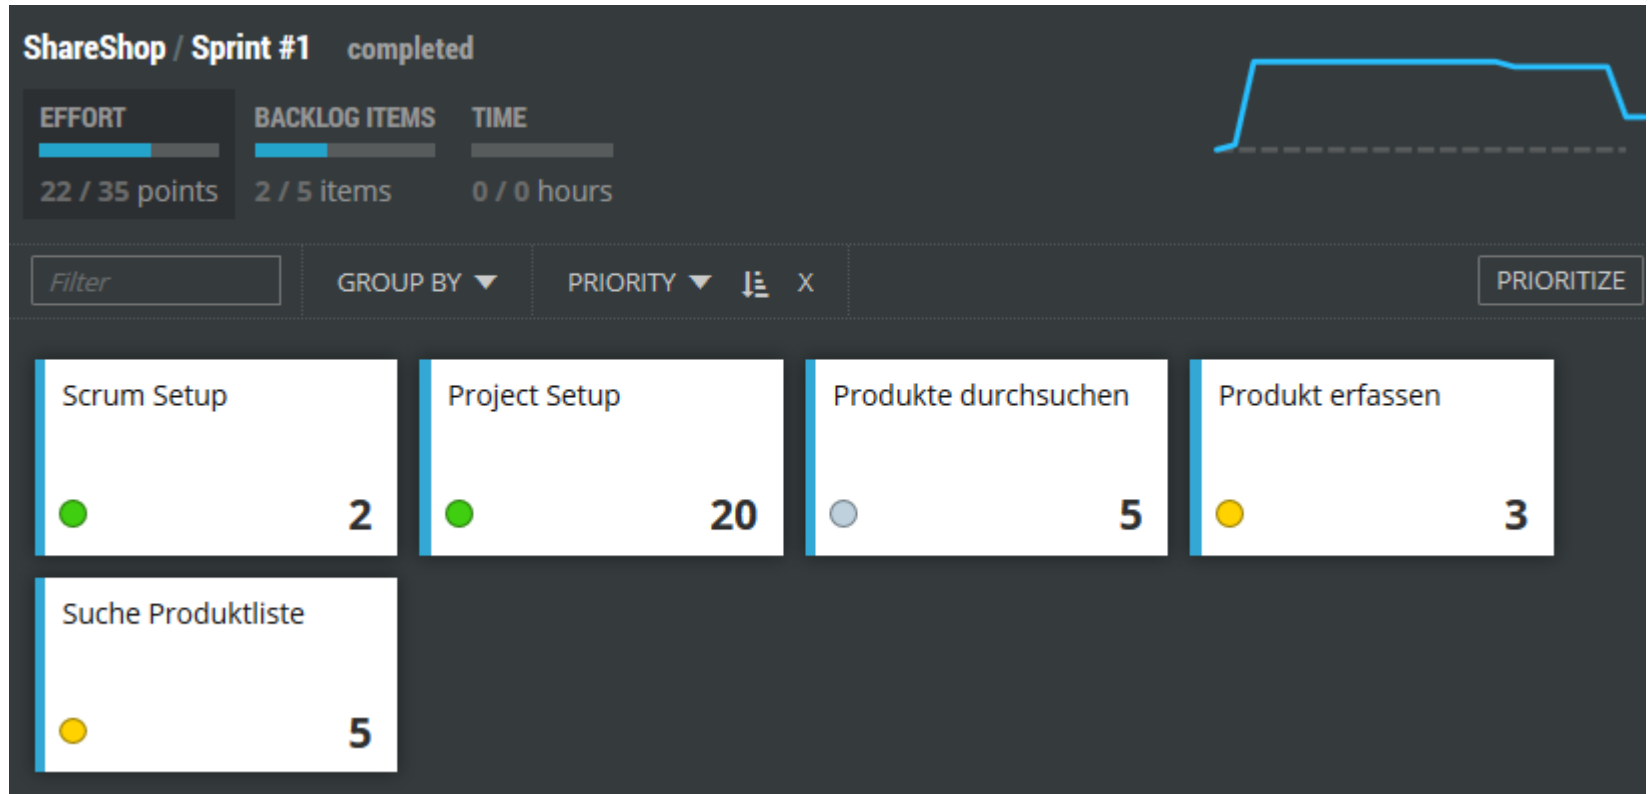 ShareShop / Sprint #1 completed
EFFORT BACKLOG ITEMS TIME
22 / 35 points 2 / 5 items 0 / 0 hours
Filter GROUP BY PRIORITY X PRIORITIZE
Scrum Setup
2
Project Setup
20
Produkte durchsuchen
5
Produkt erfassen
3
Suche Produktliste
5